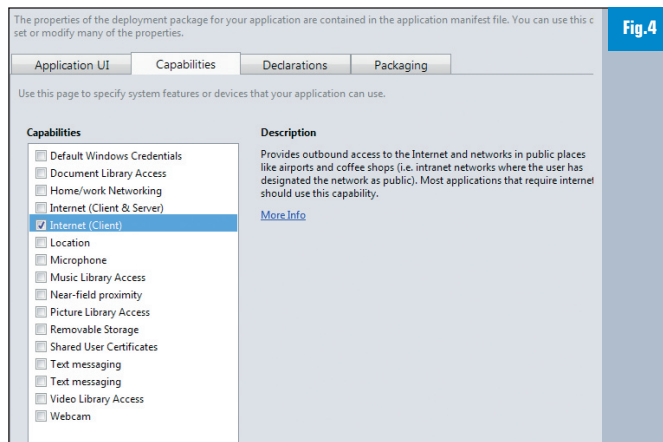 The properties of the deployment package for your application are contained in the application manifest file. You can use this c
set or modify many of the properties.
Fig.4
Application UI
Capabilities
Declarations
Packaging
Use this page to specify system features or devices that your application can use.
Capabilities
Default Windows Credentials
Document Library Access
Home/work Networking
Internet (Client & Server)
Internet (Client)
Location
Microphone
Music Library Access
Near-field proximity
Picture Library Access
Removable Storage
Shared User Certificates
Text messaging
Text messaging
Video Library Access
Webcam
Description
Provides outbound access to the Internet and networks in public places
like airports and coffee shops (i.e. intranet networks where the user has
designated the network as public). Most applications that require internet
should use this capability.
More Info